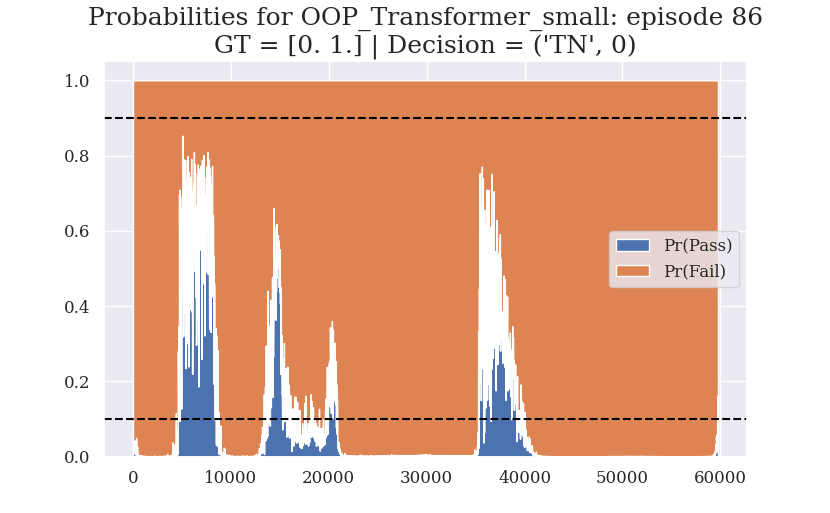 Probabilities for OOP_Transformer_small: episode 86
GT = [0. 1.] | Decision = ('TN', 0)
1.0
0.8
0.6
0.4
0.2
0.0
Pr(Pass)
Pr(Fail)
0 10000 20000 30000 40000 50000 60000